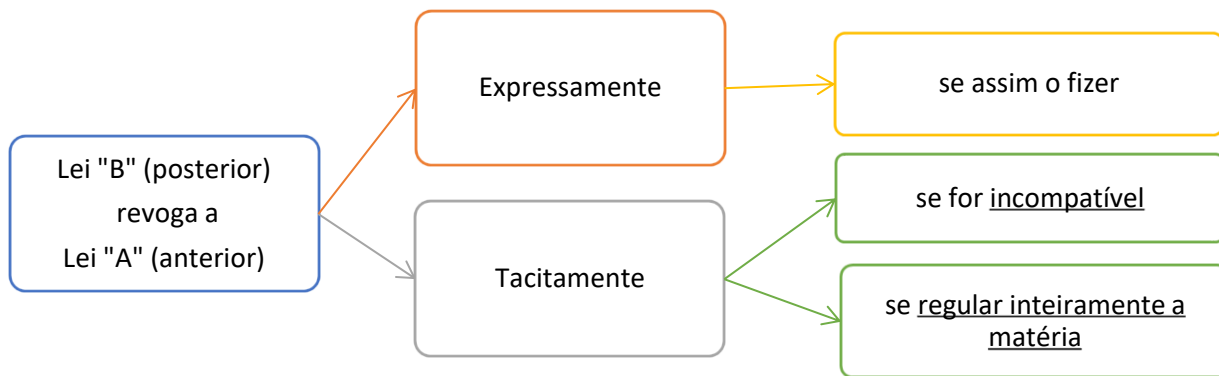 Lei "B" (posterior)
revoga a
Lei "A" (anterior)
Expressamente
se assim o fizer
Tacitamente
se for incompatível
se regular inteiramente a
matéria